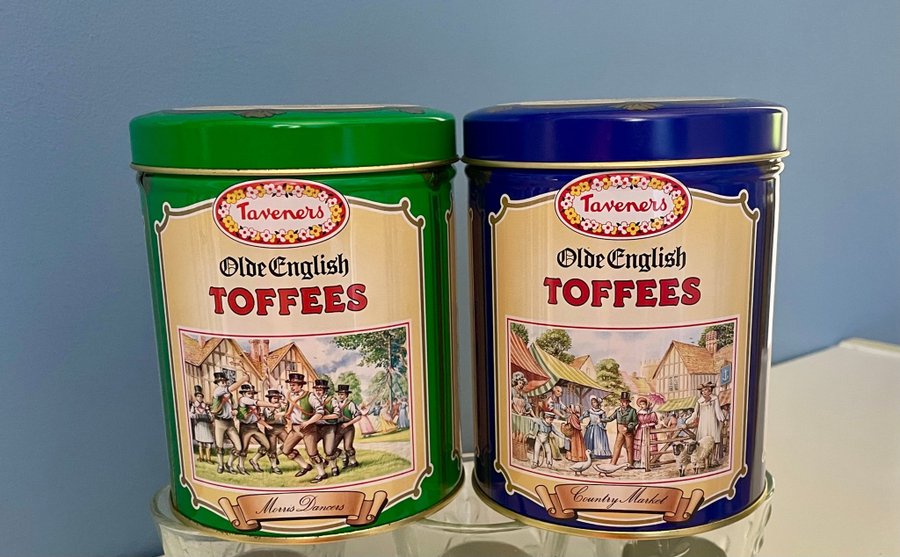 Taveners
Olde English
TOFFEES
Morris Dancers
Taveners
Olde English
TOFFEES
Country Market